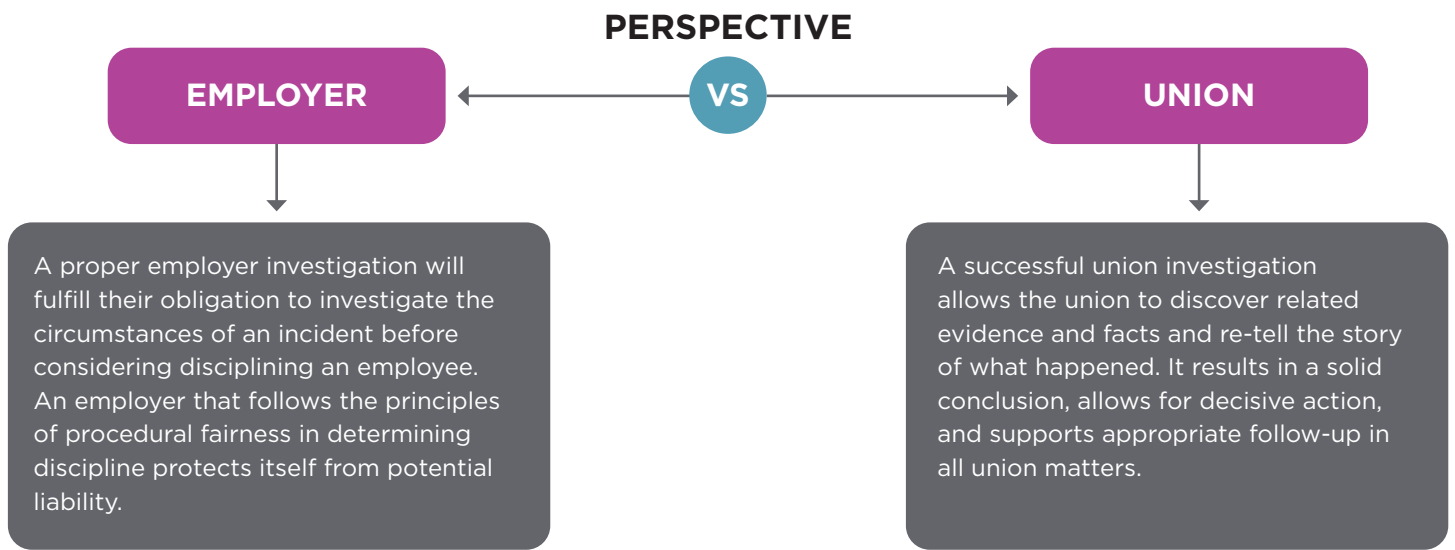 PERSPECTIVE
EMPLOYER
VS
UNION
A proper employer investigation will
fulfill their obligation to investigate the
circumstances of an incident before
considering disciplining an employee.
An employer that follows the principles
of procedural fairness in determining
discipline protects itself from potential
liability.
A successful union investigation
allows the union to discover related
evidence and facts and re-tell the story
of what happened. It results in a solid
conclusion, allows for decisive action,
and supports appropriate follow-up in
all union matters.